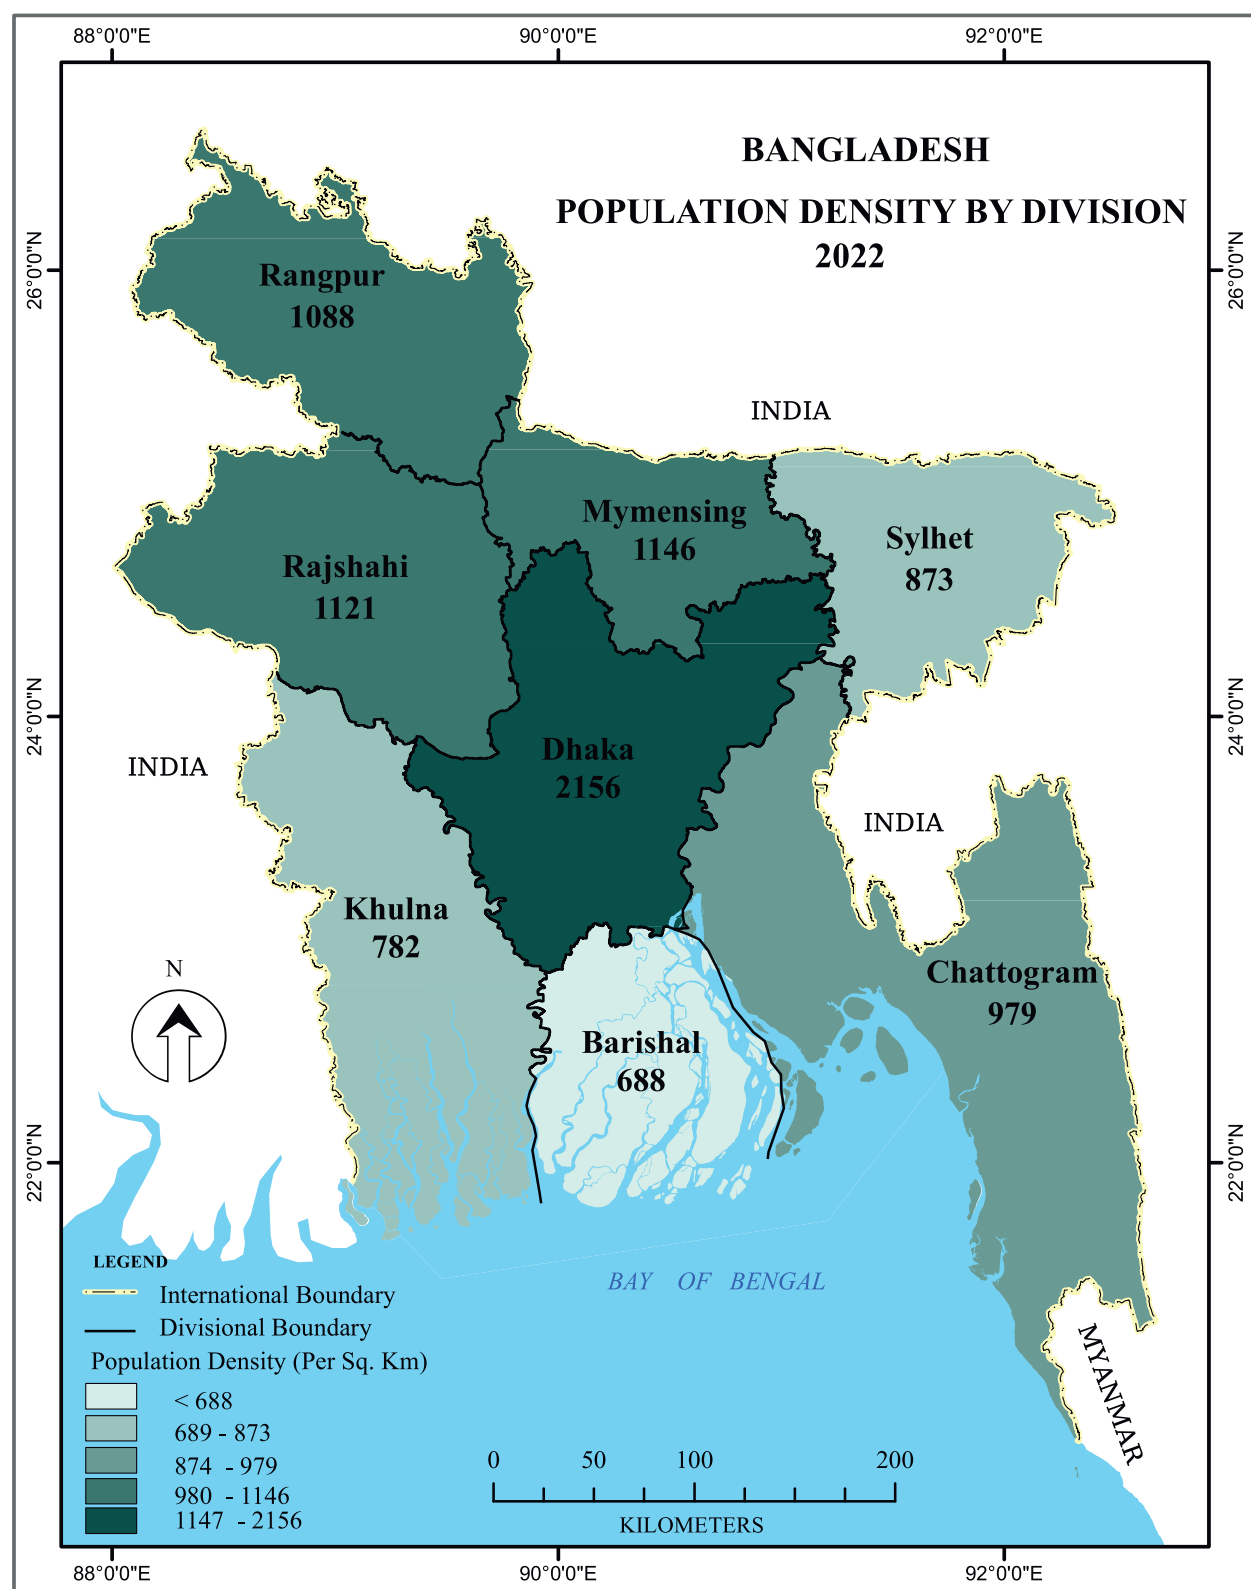 88°0'0"E 90°0'0"E 92°0'0"E
BANGLADESH
POPULATION DENSITY BY DIVISION
2022
26°0'0"N 26°0'0"N
Rangpur
1088
INDIA
Mymensing
1146
Sylhet
873
Rajshahi
1121
24°0'0"N 24°0'0"N
Dhaka
2156
INDIA
INDIA
Khulna
782
N
Chattogram
979
Barishal
688
22°0'0"N 22°0'0"N
BAY OF BENGAL
MYANMAR
LEGEND
International Boundary
Divisional Boundary
Population Density (Per Sq. Km)
< 688
689 - 873
874 - 979
980 - 1146
1147 - 2156
0 50 100 200
KILOMETERS
88°0'0"E 90°0'0"E 92°0'0"E